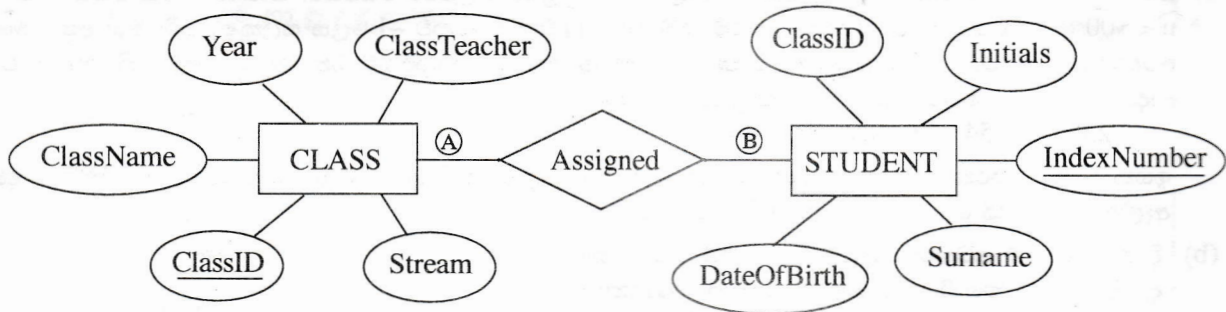 Year
ClassTeacher
ClassID
Initials
ClassName
CLASS
A
Assigned
B
STUDENT
IndexNumber
ClassID
Stream
DateOfBirth
Surname
(b)